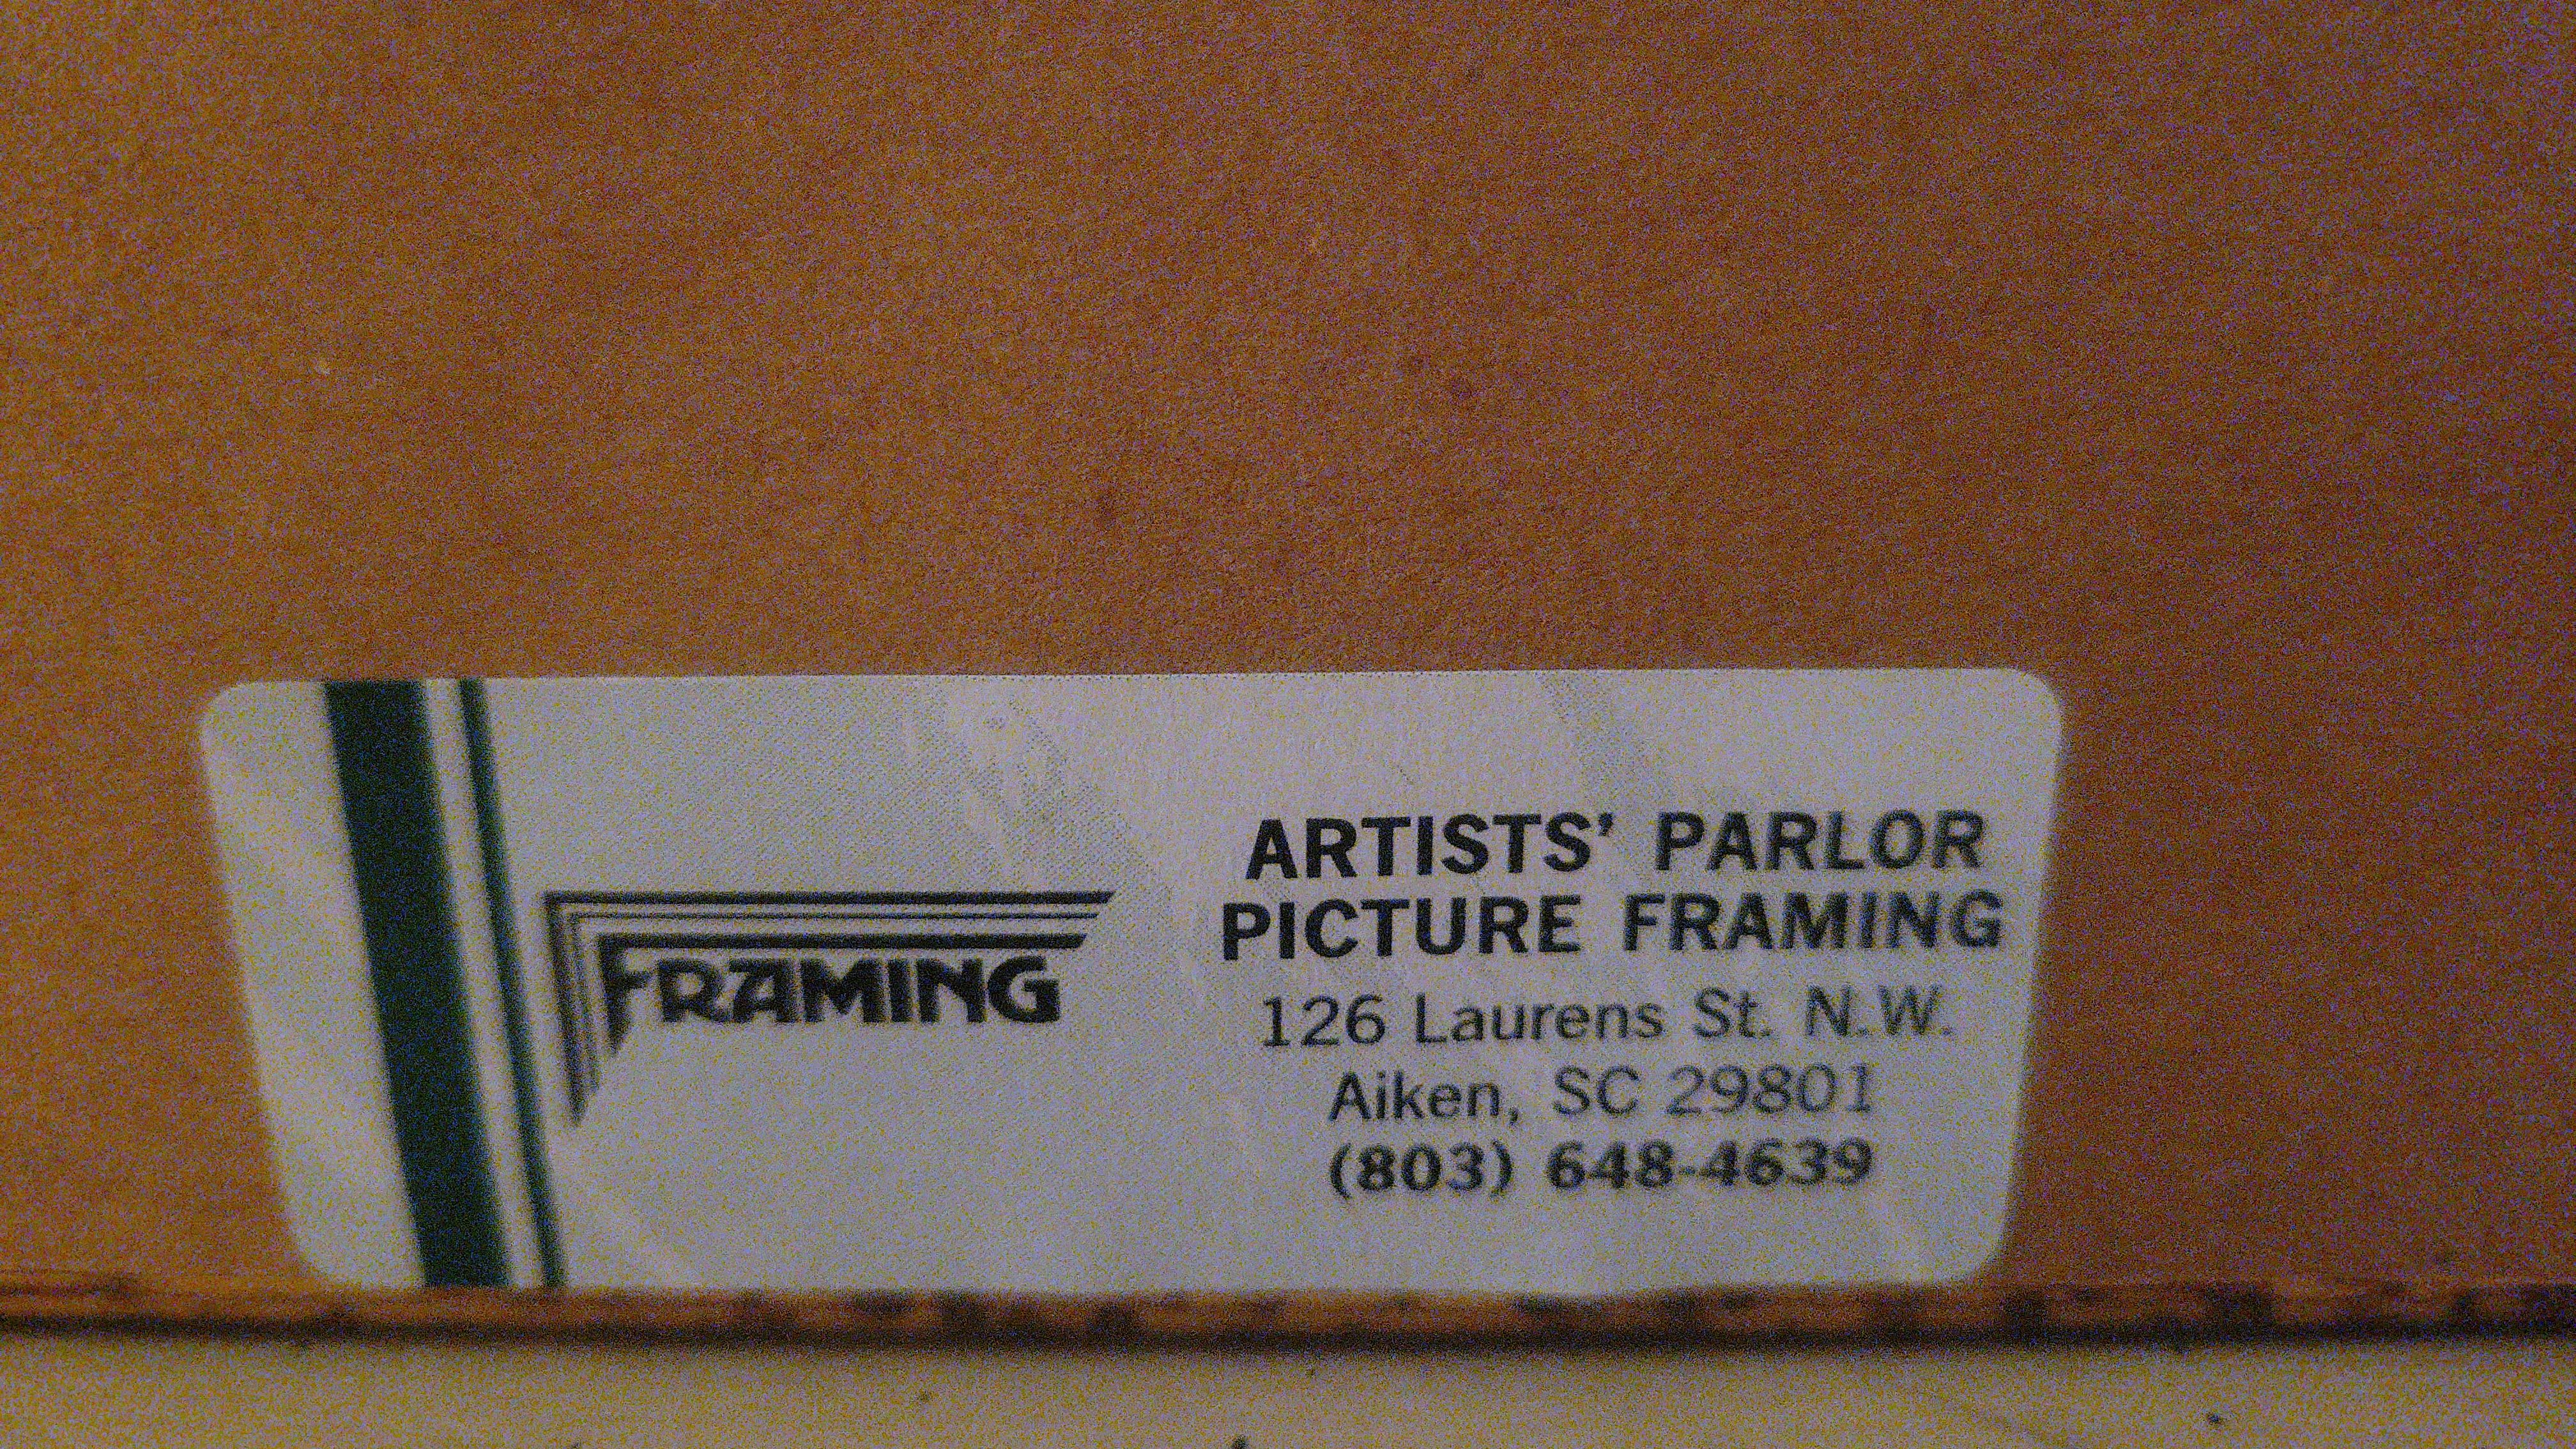 FRAMING
ARTISTS' PARLOR
PICTURE FRAMING
126 Laurens St. N.W.
Aiken, SC 29801
(803) 648-4639